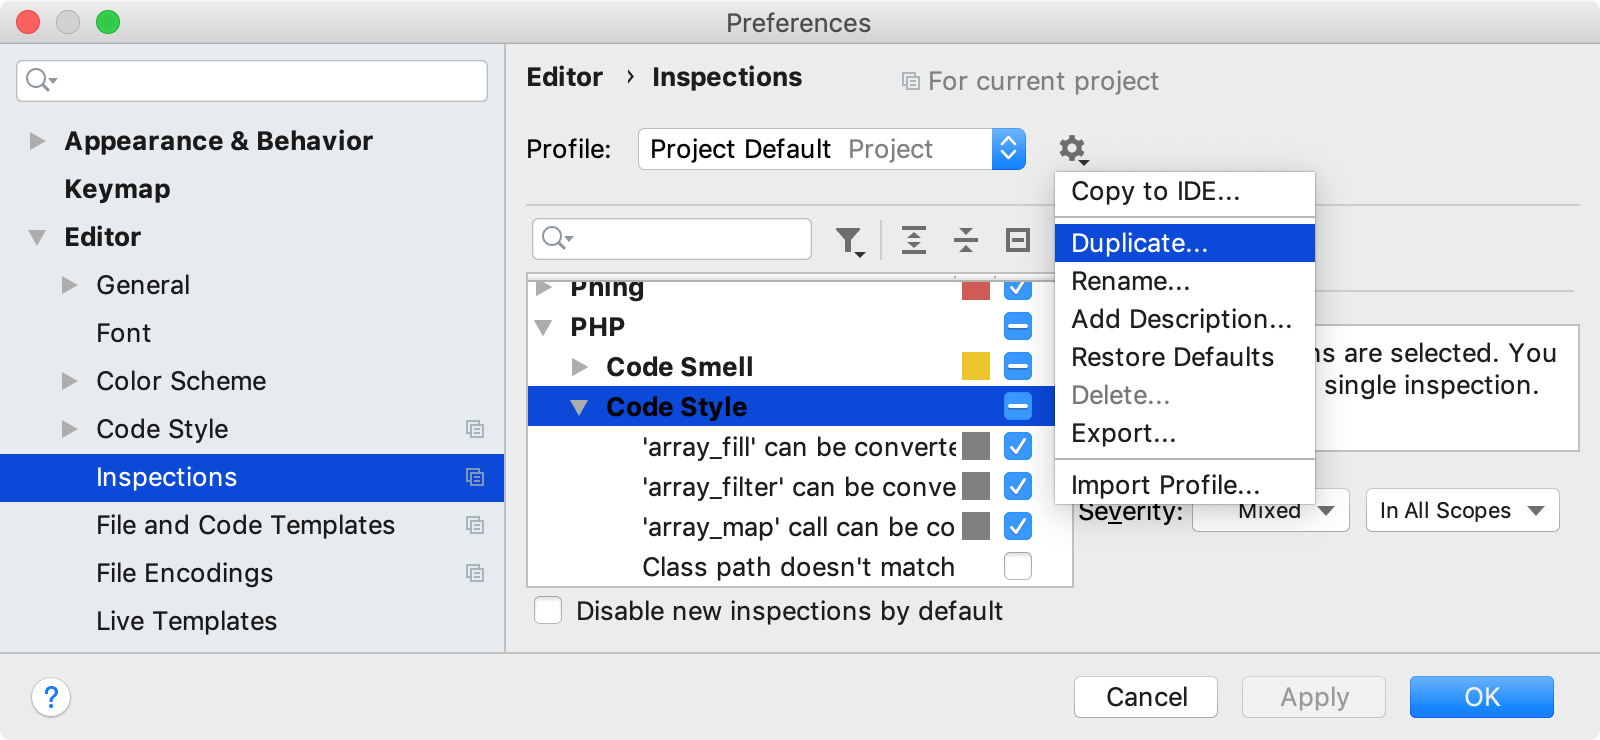 Preferences
Appearance & Behavior
Keymap
Editor
General
Font
Color Scheme
Code Style
Inspections
File and Code Templates
File Encodings
Live Templates
Editor › Inspections
For current project
Profile: Project Default Project
Copy to IDE...
Duplicate...
Rename...
Add Description...
Restore Defaults
Delete...
Export...
Import Profile...
Phing
PHP
Code Smell
Code Style
'array_fill' can be converte
'array_filter' can be conve
'array_map' call can be co
Class path doesn't match
ns are selected. You
single inspection.
Severity: Mixed In All Scopes
Disable new inspections by default
? Cancel Apply OK